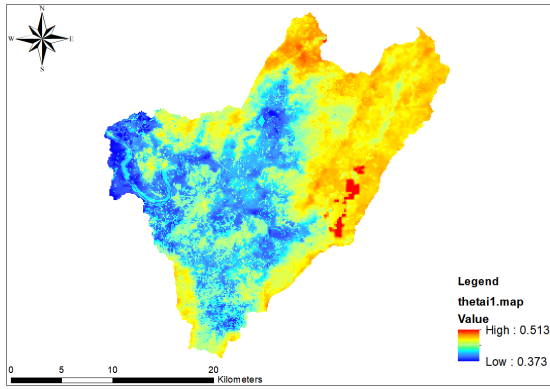 N
W E
S
Legend
thetai1.map
Value
High : 0.513
Low : 0.373
0 5 10 20
Kilometers